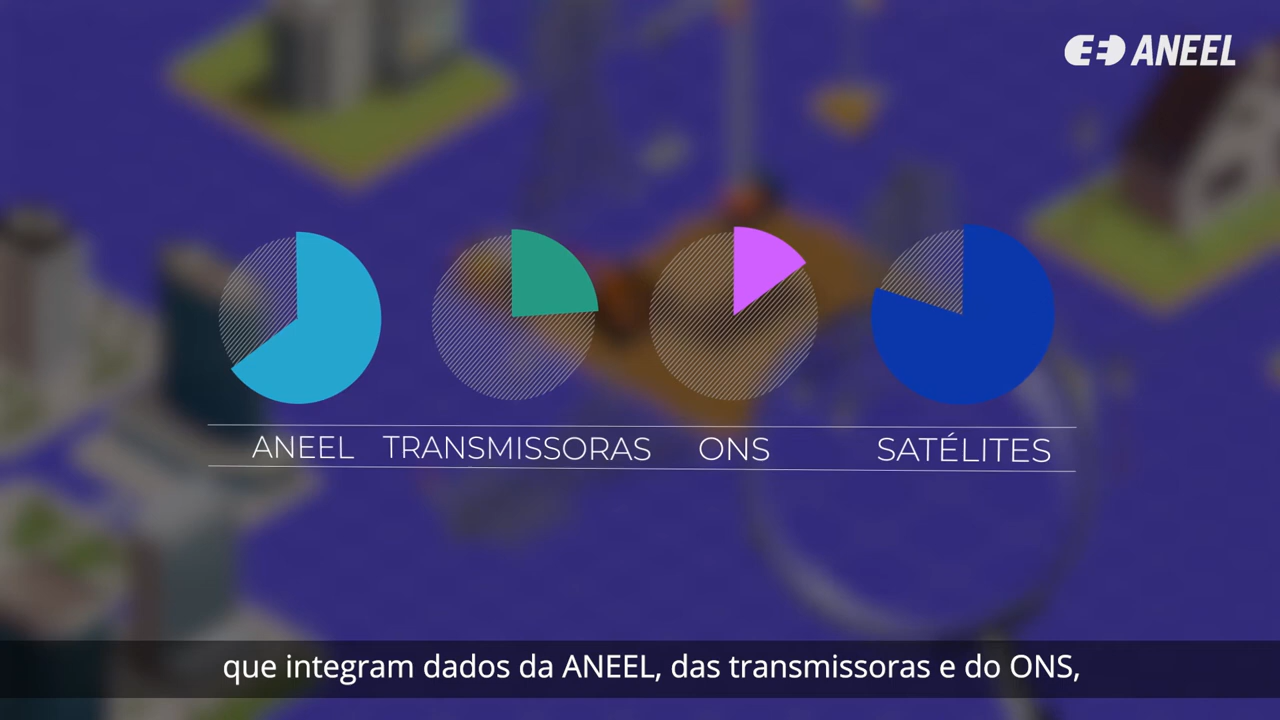 ANEEL
ANEEL TRANSMISSORAS ONS SATÉLITES
que integram dados da ANEEL, das transmissoras e do ONS,